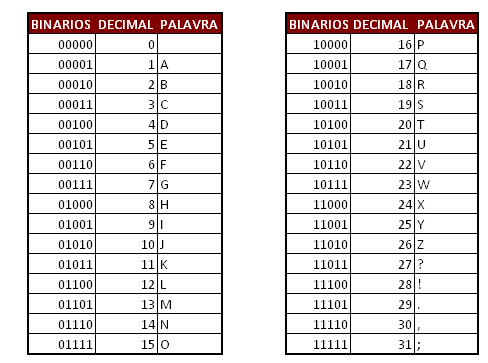 BINARIOS DECIMAL PALAVRA
00000 0
00001 1 A
00010 2 B
00011 3 C
00100 4 D
00101 5 E
00110 6 F
00111 7 G
01000 8 H
01001 9 I
01010 10 J
01011 11 K
01100 12 L
01101 13 M
01110 14 N
01111 15 O
BINARIOS DECIMAL PALAVRA
10000 16 P
10001 17 Q
10010 18 R
10011 19 S
10100 20 T
10101 21 U
10110 22 V
10111 23 W
11000 24 X
11001 25 Y
11010 26 Z
11011 27 ?
11100 28 !
11101 29 .
11110 30 ,
11111 31 ;